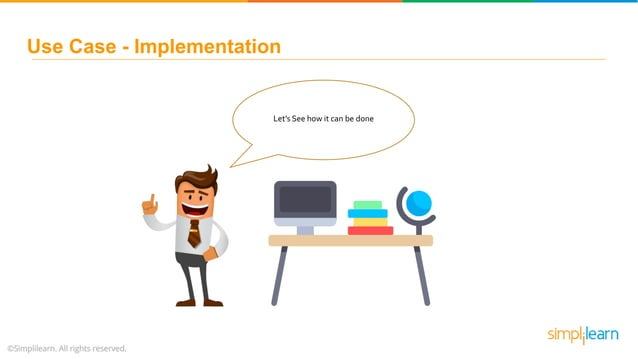 Use Case - Implementation
Let's See how it can be done
simplilearn
©Simplilearn. All rights reserved.